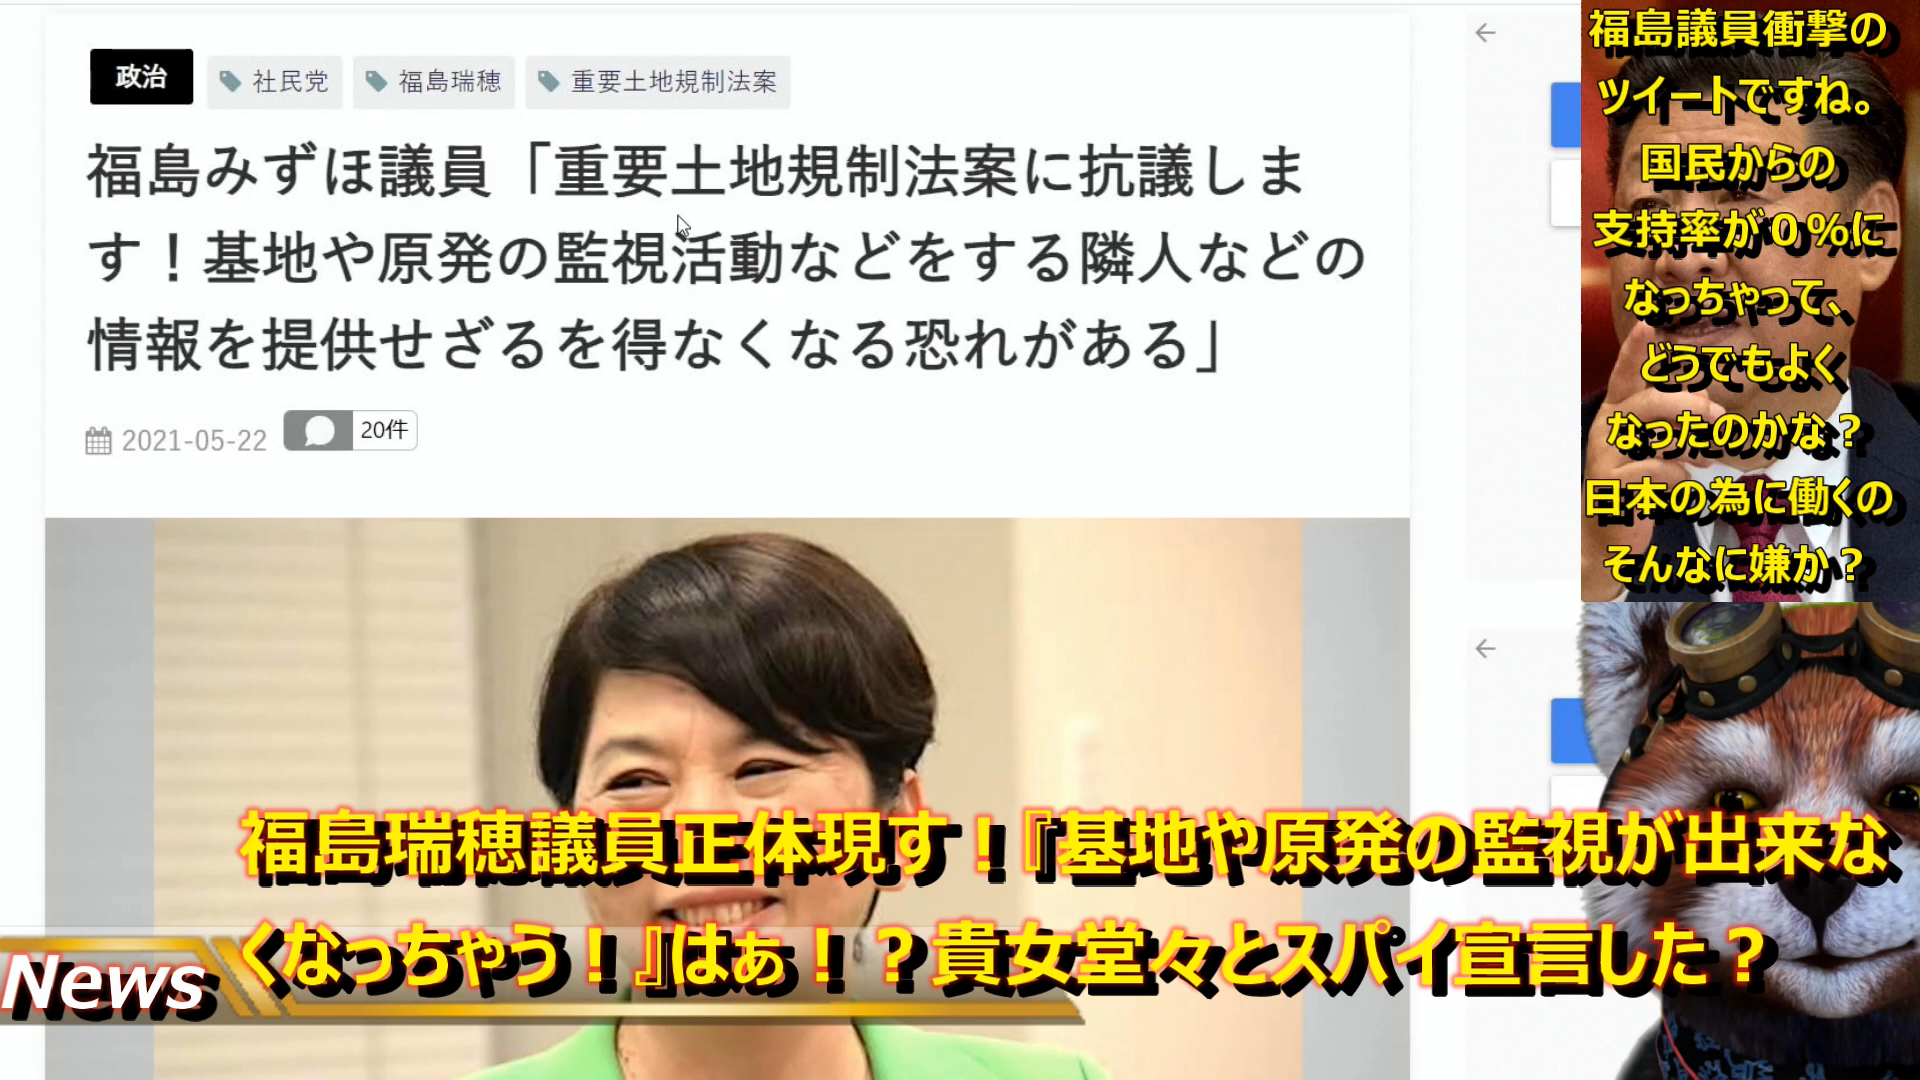 政治
社民党
福島瑞穂
重要土地規制法案
福島みずほ議員「重要土地規制法案に抗議しま
す！基地や原発の監視活動などをする隣人などの
情報を提供せざるを得なくなる恐れがある」
2021-05-22
20件
福島議員衝撃の
ツイートですね。
国民からの
支持率が０％に
なっちゃって、
どうでもよく
なったのかな？
日本の為に働くの
そんなに嫌か？
福島瑞穂議員正体現す！『基地や原発の監視が出来な
くなっちゃう！』はぁ！？貴女堂々とスパイ宣言した？
News